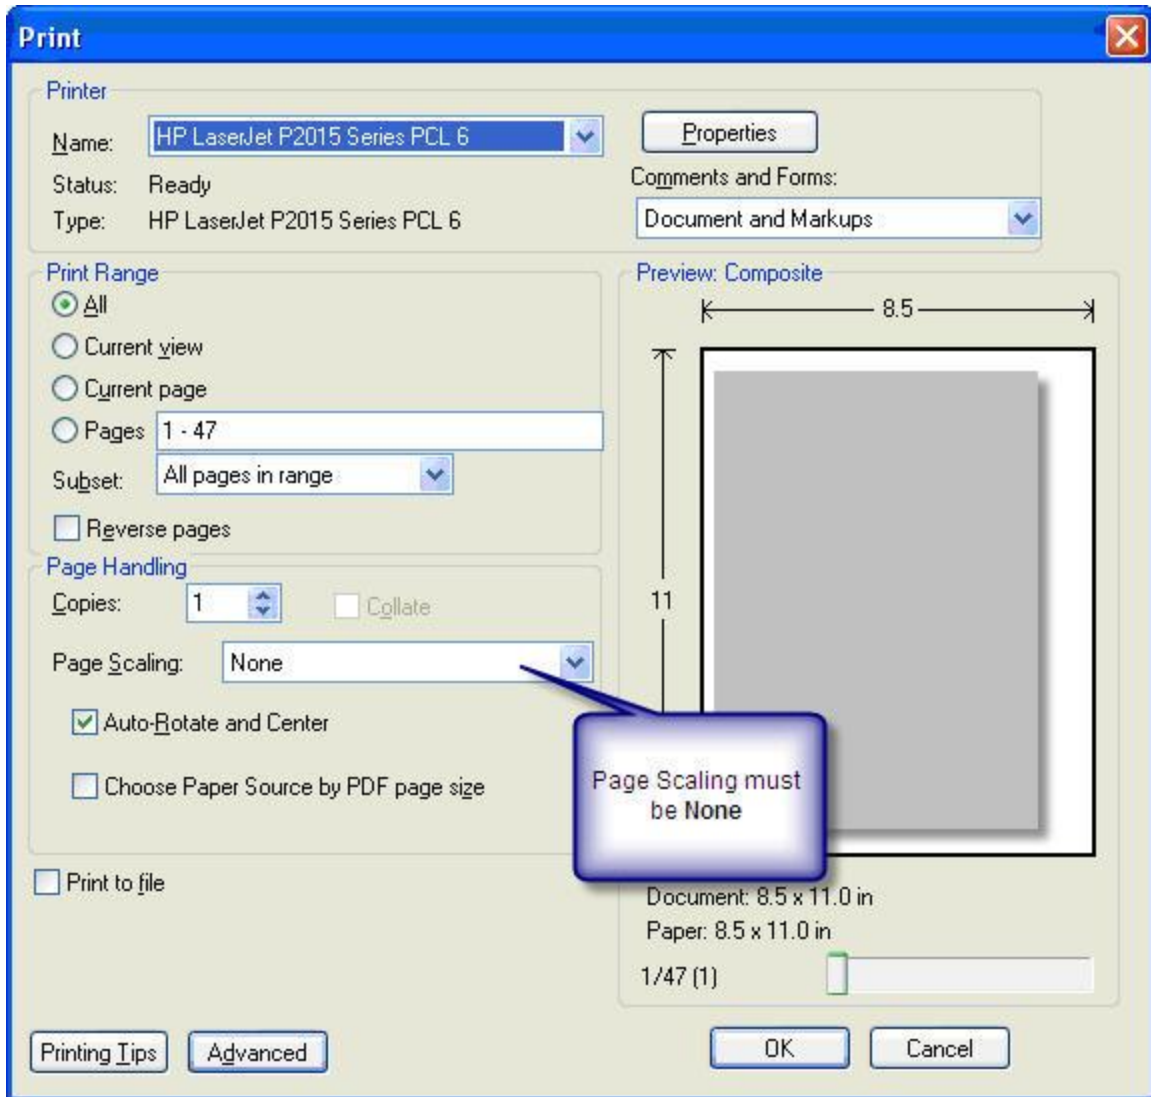 Print
Printer
Name: HP LaserJet P2015 Series PCL 6
Properties
Status: Ready
Comments and Forms:
Type: HP LaserJet P2015 Series PCL 6
Document and Markups
Print Range
All
Current view
Current page
Pages 1 - 47
Subset: All pages in range
Reverse pages
Page Handling
Copies: 1
Collate
Page Scaling: None
Auto-Rotate and Center
Choose Paper Source by PDF page size
Print to file
Preview: Composite
8.5
11
Page Scaling must
be None
Document: 8.5 x 11.0 in
Paper: 8.5 x 11.0 in
1/47 (1)
Printing Tips
Advanced
OK
Cancel